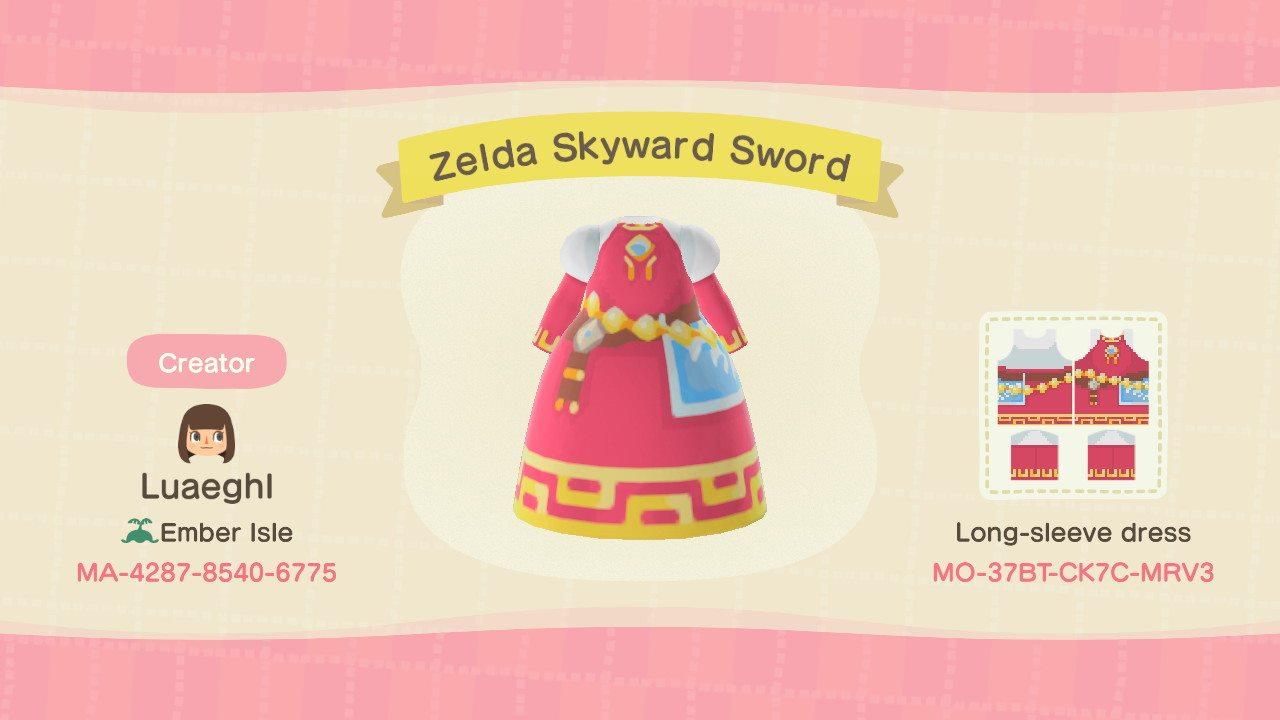 Zelda Skyward Sword
Creator
Luaeghl
Ember Isle
MA-4287-8540-6775
Long-sleeve dress
MO-37BT-CK7C-MRV3